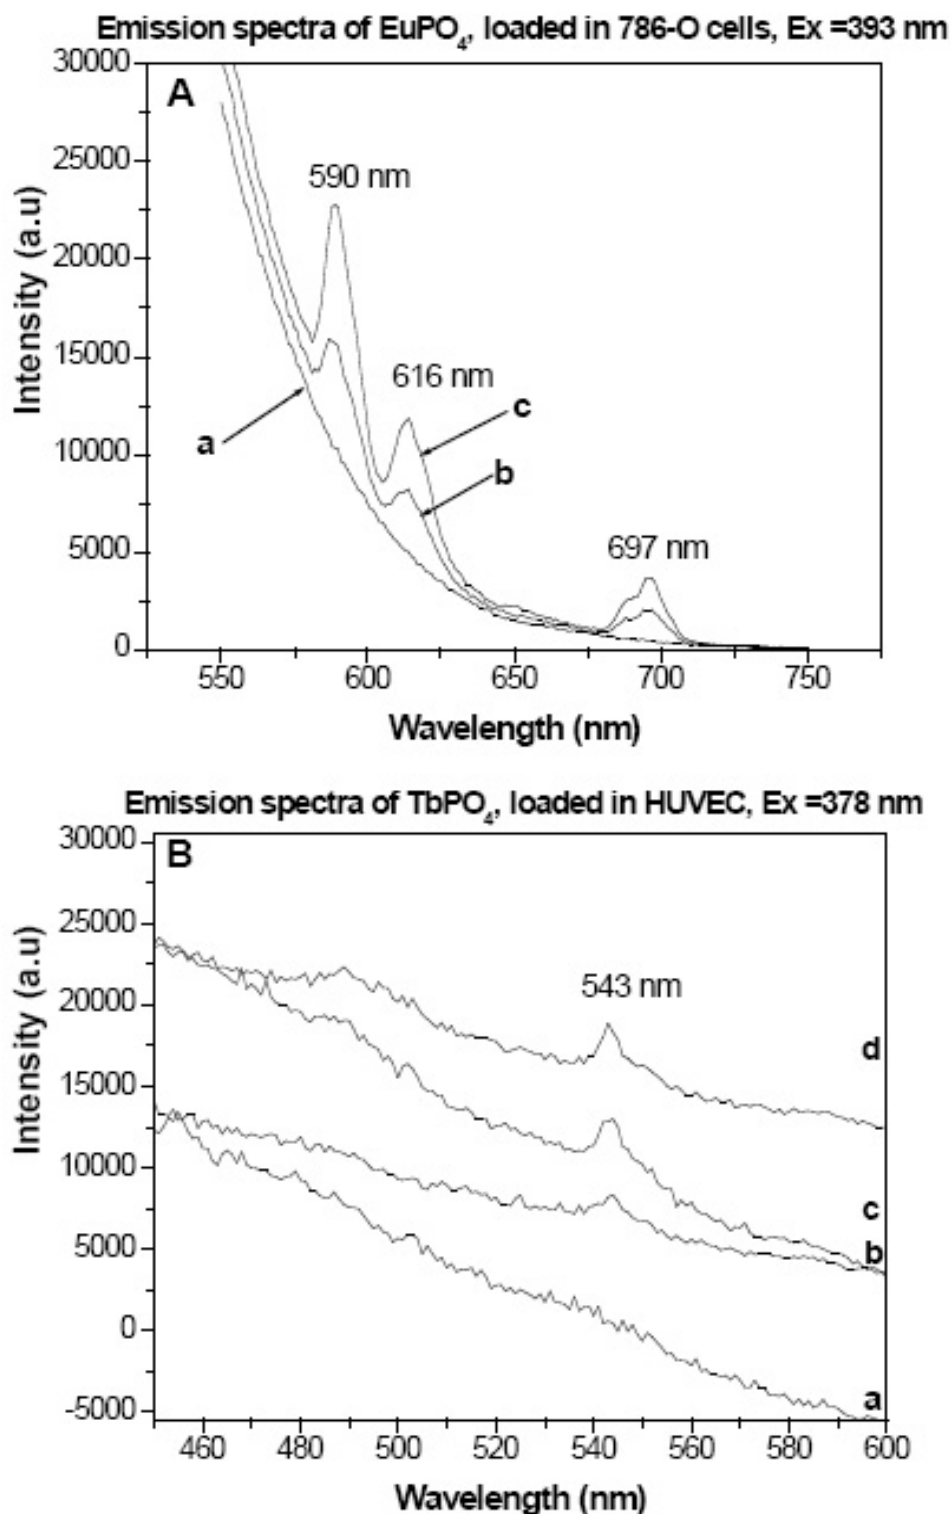 Emission spectra of EuPO4, loaded in 786-O cells, Ex =393 nm
A
30000
25000
20000
15000
10000
5000
0
Intensity (a.u)
590 nm
616 nm
697 nm
a
c
b
550 600 650 700 750
Wavelength (nm)
Emission spectra of TbPO4, loaded in HUVEC, Ex =378 nm
B
30000
25000
20000
15000
10000
5000
0
-5000
Intensity (a.u)
543 nm
d
c
b
a
460 480 500 520 540 560 580 600
Wavelength (nm)